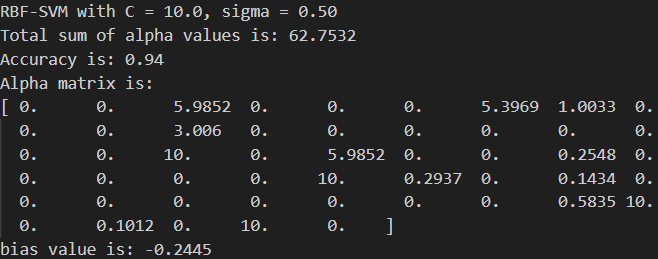 RBF-SVM with C = 10.0, sigma = 0.50
Total sum of alpha values is: 62.7532
Accuracy is: 0.94
Alpha matrix is:
[ 0.      0.      5.9852  0.      0.      0.      5.3969  1.0033  0.
  0.      0.      3.006   0.      0.      0.      0.      0.      0.
  0.      0.     10.      0.      5.9852  0.      0.      0.2548  0.
  0.      0.      0.      0.     10.      0.2937  0.      0.1434  0.
  0.      0.      0.      0.      0.      0.      0.      0.5835 10.
  0.      0.1012  0.     10.      0.    ]
bias value is: -0.2445